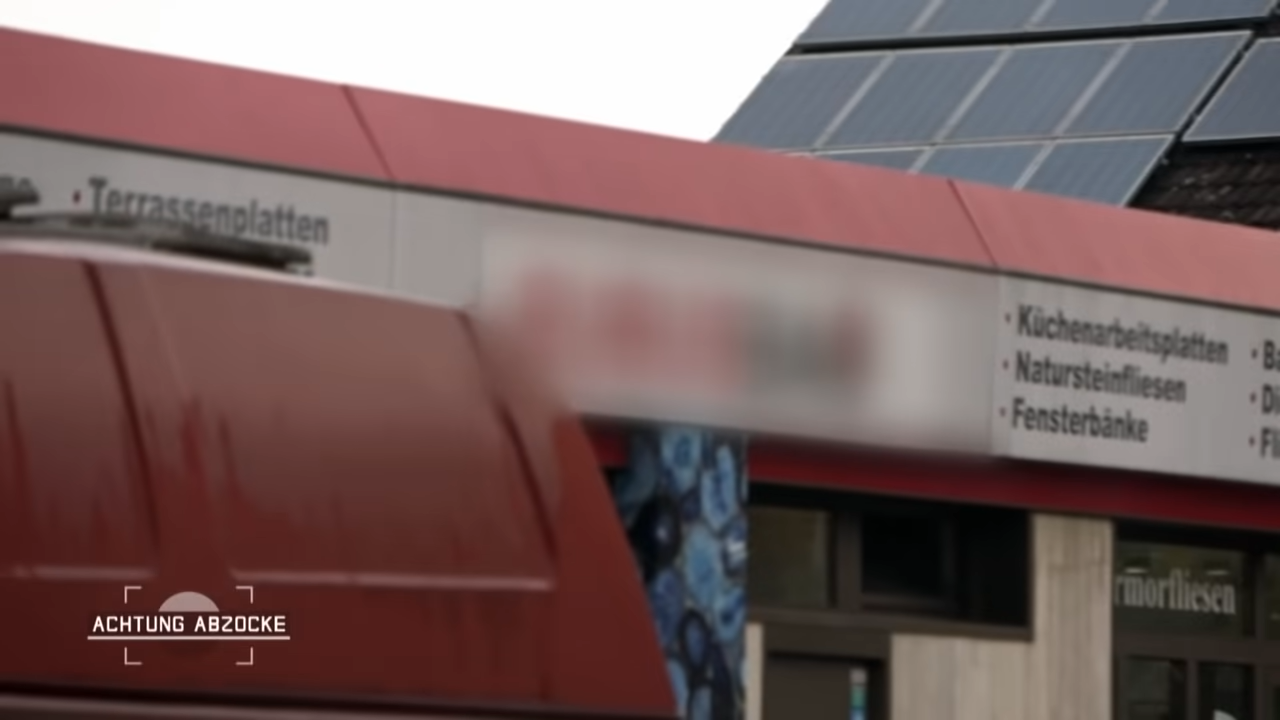 · Terrassenplatten
· Küchenarbeitsplatten
· Natursteinfliesen
· Fensterbänke
rmorfliesen
ACHTUNG ABZOCKE